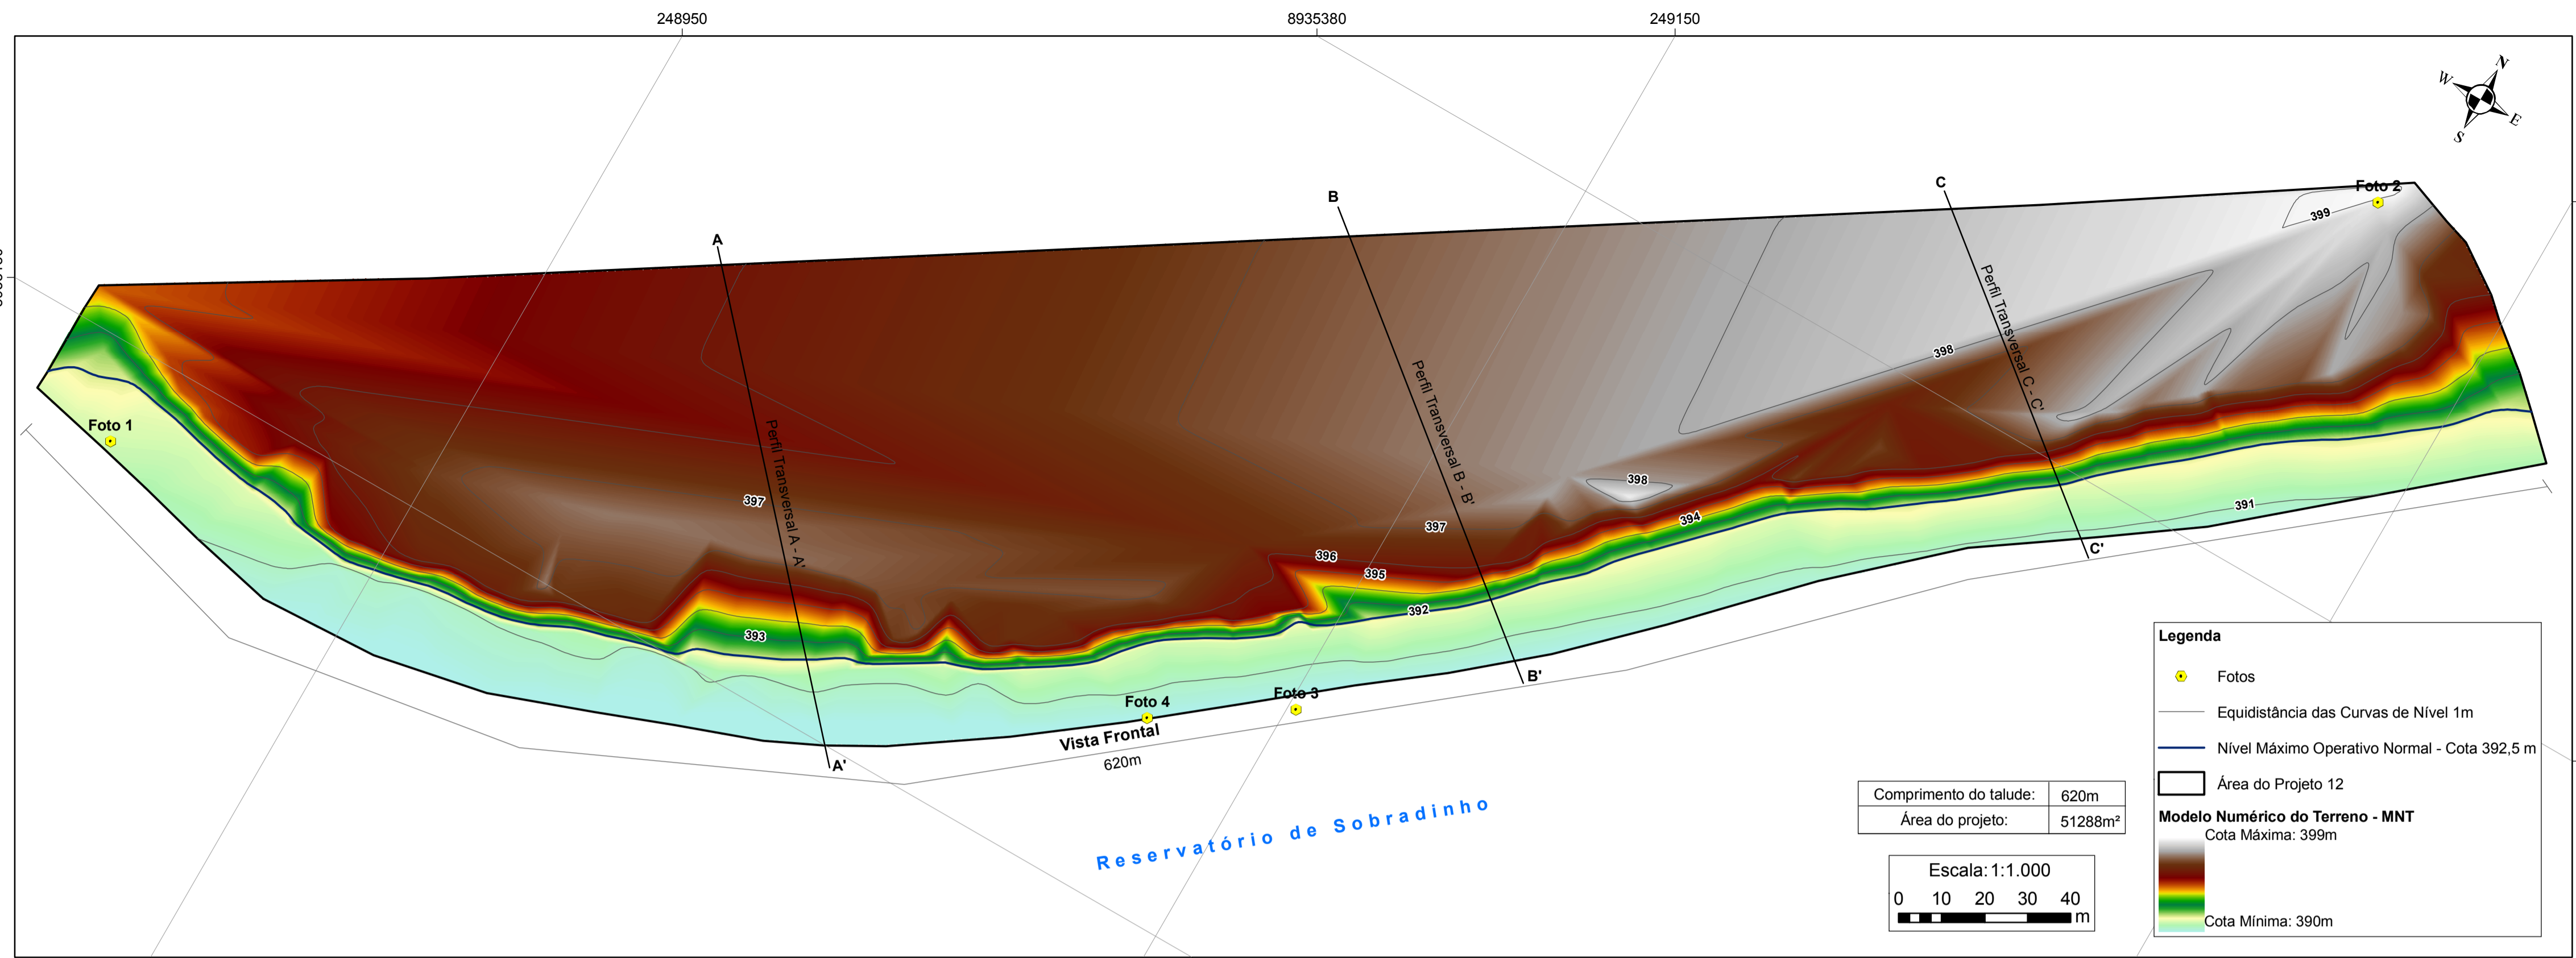 248950
8935380
249150
N
W
E
S
A
B
C
Foto 2
399
Perfil Transversal C - C'
398
Perfil Transversal B - B'
Perfil Transversal A - A'
Foto 1
398
397
397
394
391
396
395
C'
392
393
B'
Foto 3
Foto 4
Vista Frontal
620m
A'
Reservatório de Sobradinho
Comprimento do talude: 620m
Área do projeto: 51288m²
Escala: 1:1.000
0 10 20 30 40
m
Legenda
Fotos
Equidistância das Curvas de Nível 1m
Nível Máximo Operativo Normal - Cota 392,5 m
Área do Projeto 12
Modelo Numérico do Terreno - MNT
Cota Máxima: 399m
Cota Mínima: 390m